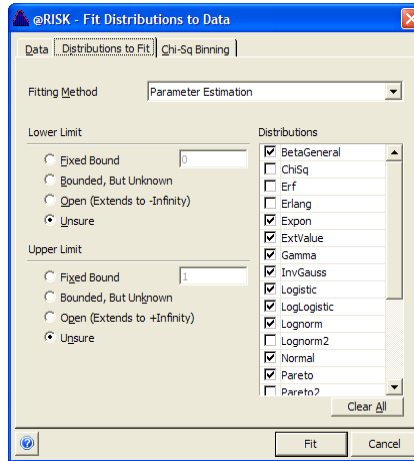 @RISK - Fit Distributions to Data
Data
Distributions to Fit
Chi-Sq Binning
Fitting Method
Parameter Estimation
Lower Limit
Fixed Bound
0
Bounded, But Unknown
Open (Extends to -Infinity)
Unsure
Upper Limit
Fixed Bound
1
Bounded, But Unknown
Open (Extends to +Infinity)
Unsure
Distributions
BetaGeneral
ChiSq
Erf
Erlang
Expon
ExtValue
Gamma
InvGauss
Logistic
LogLogistic
Lognorm
Lognorm2
Normal
Pareto
Pareto2
Clear All
?
Fit
Cancel